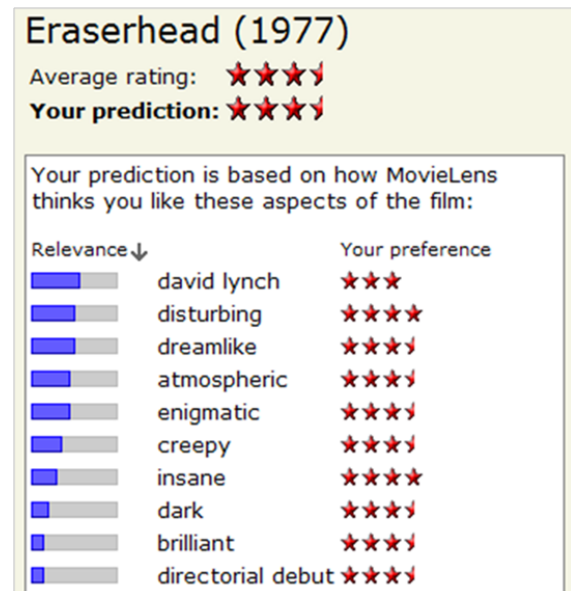 Eraserhead (1977)
Average rating:
Your prediction:
Your prediction is based on how MovieLens
thinks you like these aspects of the film:
Relevance Your preference
david lynch
disturbing
dreamlike
atmospheric
enigmatic
creepy
insane
dark
brilliant
directorial debut